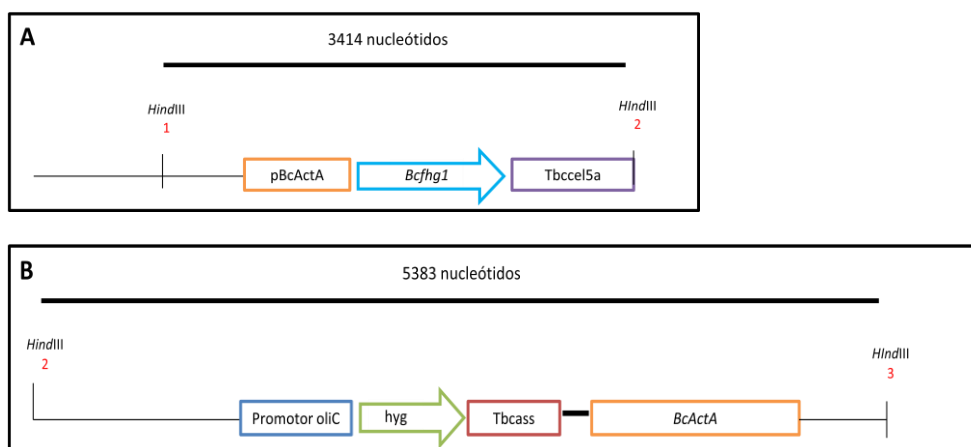 A
3414 nucleótidos
HindIII
1
HIndIII
2
pBcActA
Bcfhg1
Tbccel5a
B
5383 nucleótidos
HindIII
2
HIndIII
3
Promotor oliC
hyg
Tbcass
BcActA